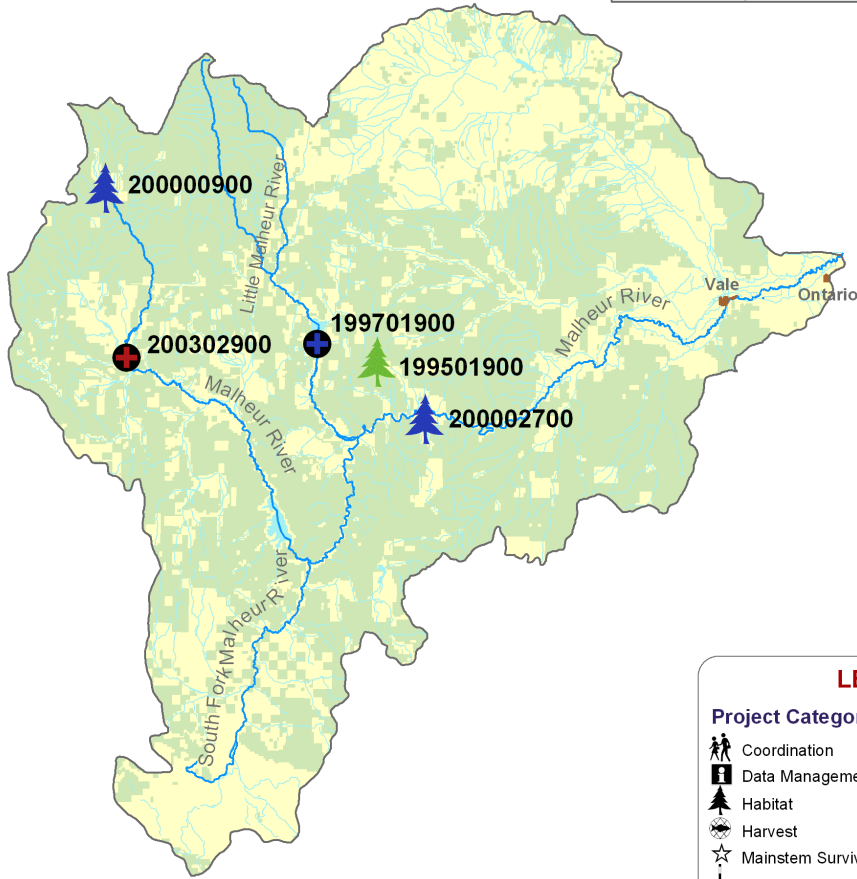 200000900
Little Malheur River
199701900
200302900
199501900
200002700
Malheur River
Malheur River
South Fork Malheur River
Vale
Ontario
LE
Project Categor
Coordination
Data Manageme
Habitat
Harvest
Mainstem Surviv